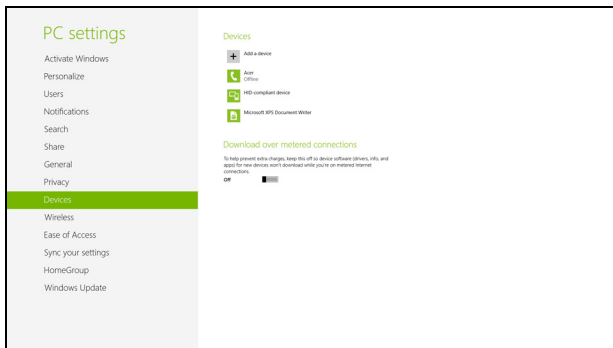 PC settings
Activate Windows
Personalize
Users
Notifications
Search
Share
General
Privacy
Devices
Wireless
Ease of Access
Sync your settings
HomeGroup
Windows Update
Devices
Add a device
Acer
Offline
HID-compliant device
Microsoft XPS Document Writer
Download over metered connections
To help prevent extra charges, keep this off so device software (drivers, info, and
apps) for new devices won't download while you're on metered Internet
connections.
Off